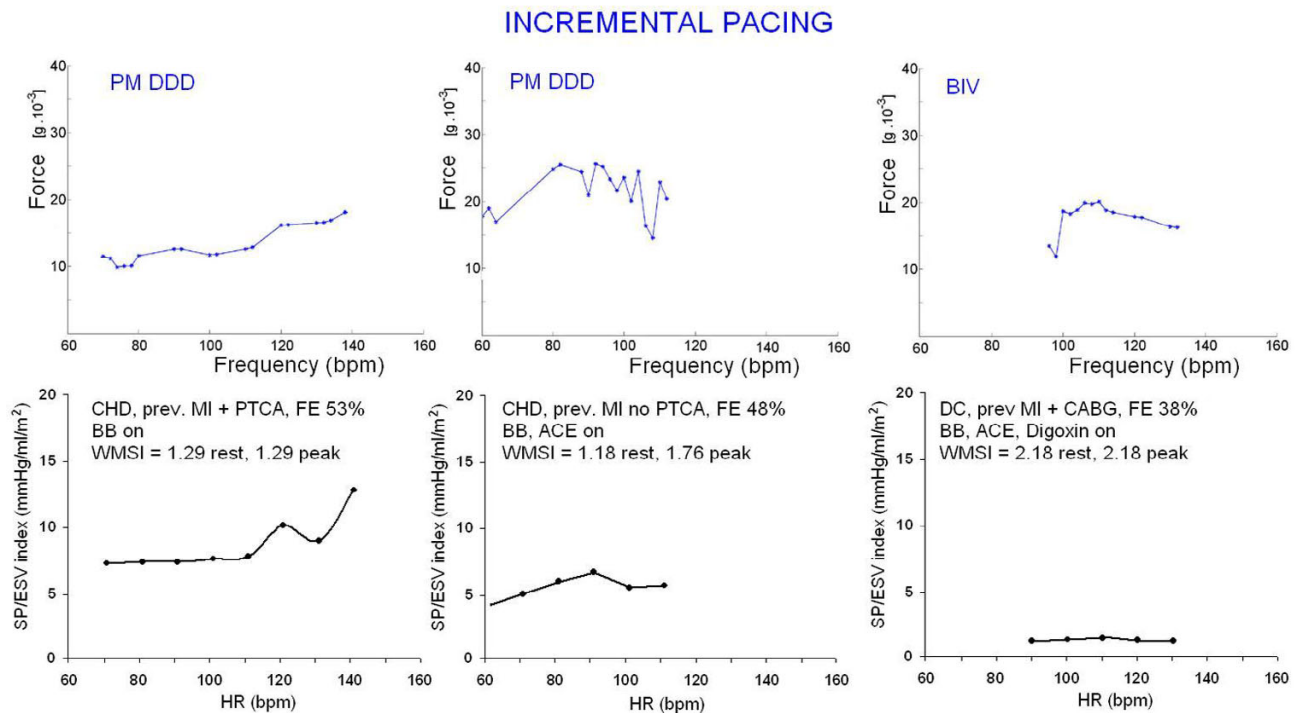 INCREMENTAL PACING
PM DDD
Force [g .10-3]
40
30
20
10
60 80 100 120 140 160
Frequency (bpm)
PM DDD
Force [g .10-3]
40
30
20
10
60 80 100 120 140 160
Frequency (bpm)
BIV
Force [g .10-3]
40
30
20
10
60 80 100 120 140 160
Frequency (bpm)
CHD, prev. MI + PTCA, FE 53%
BB on
WMSI = 1.29 rest, 1.29 peak
SP/ESV index (mmHg/ml/m²)
20
15
10
5
0
60 80 100 120 140 160
HR (bpm)
CHD, prev. MI no PTCA, FE 48%
BB, ACE on
WMSI = 1.18 rest, 1.76 peak
SP/ESV index (mmHg/ml/m²)
20
15
10
5
0
60 80 100 120 140 160
HR (bpm)
DC, prev MI + CABG, FE 38%
BB, ACE, Digoxin on
WMSI = 2.18 rest, 2.18 peak
SP/ESV index (mmHg/ml/m²)
20
15
10
5
0
60 80 100 120 140 160
HR (bpm)